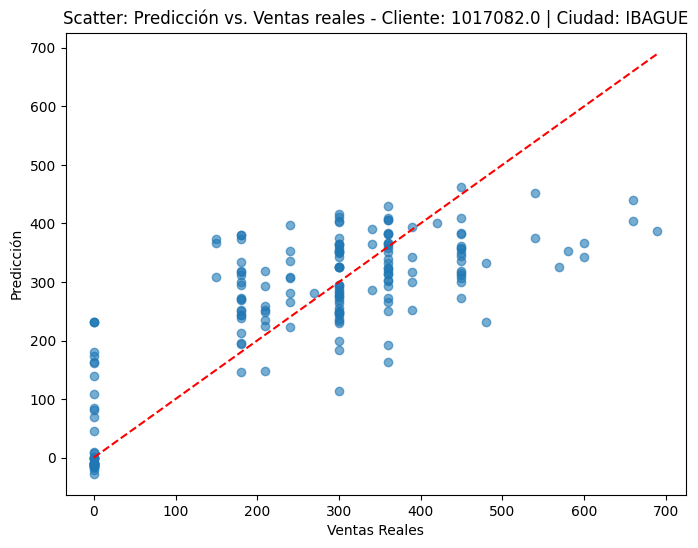 Scatter: Predicción vs. Ventas reales - Cliente: 1017082.0 | Ciudad: IBAGUE
700
600
500
400
300
200
100
0
Predicción
0 100 200 300 400 500 600 700
Ventas Reales